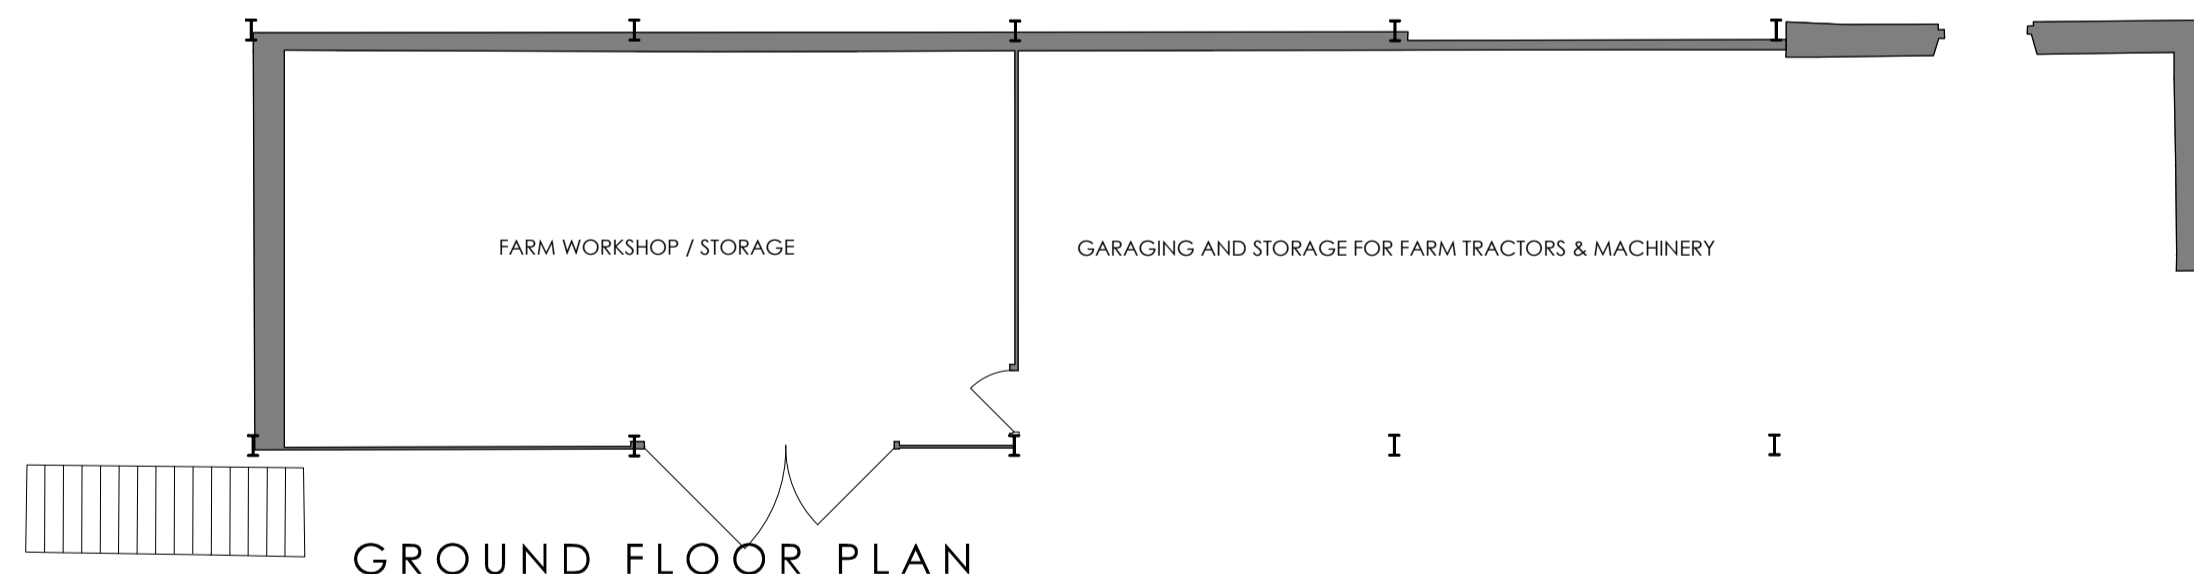 FARM WORKSHOP / STORAGE
GARAGING AND STORAGE FOR FARM TRACTORS & MACHINERY
GROUND FLOOR PLAN